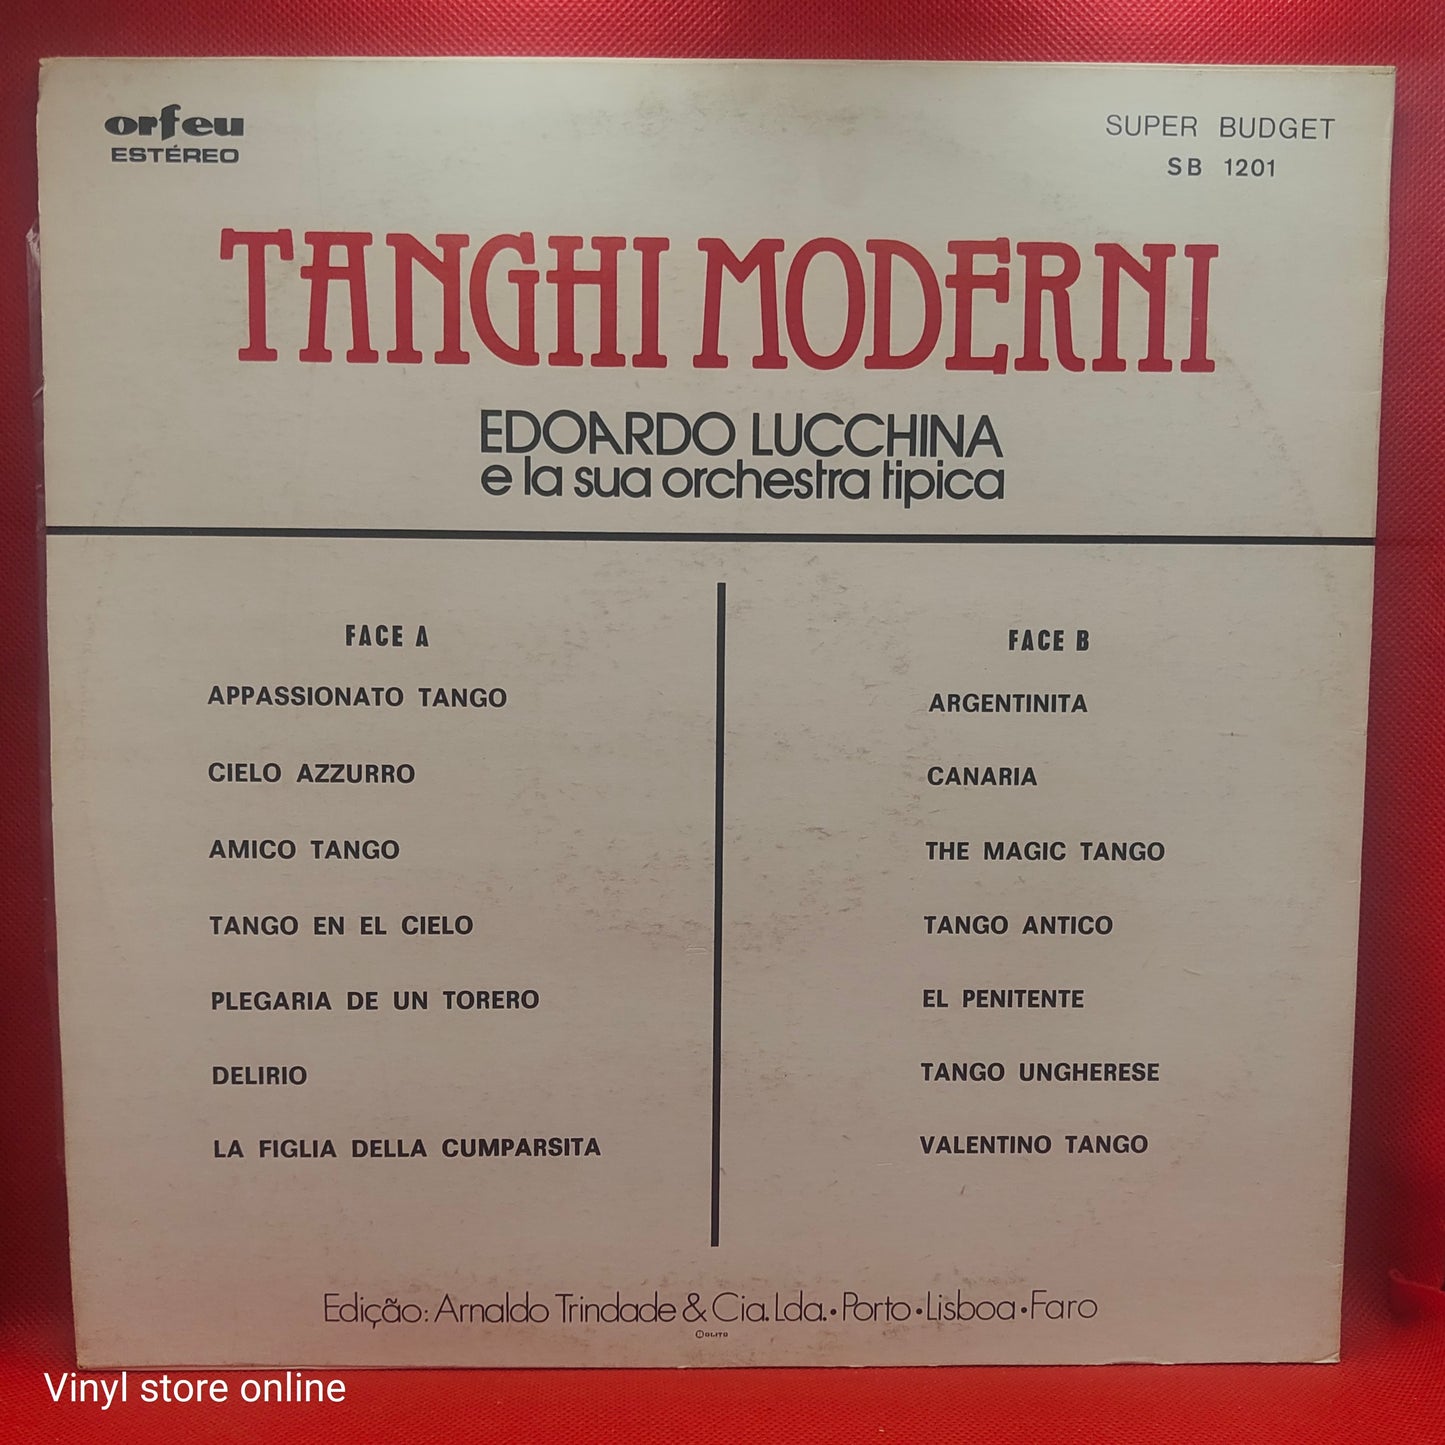 orfeu
ESTÉREO
SUPER BUDGET
SB 1201
TANGHI MODERNI
EDOARDO LUCCHINA
e la sua orchestra tipica
FACE A
APPASSIONATO TANGO
CIELO AZZURRO
AMICO TANGO
TANGO EN EL CIELO
PLEGARIA DE UN TORERO
DELIRIO
LA FIGLIA DELLA CUMPARSITA
FACE B
ARGENTINITA
CANARIA
THE MAGIC TANGO
TANGO ANTICO
EL PENITENTE
TANGO UNGHERESE
VALENTINO TANGO
Edição: Arnaldo Trindade & Cia. Lda. • Porto • Lisboa • Faro
Vinyl store online